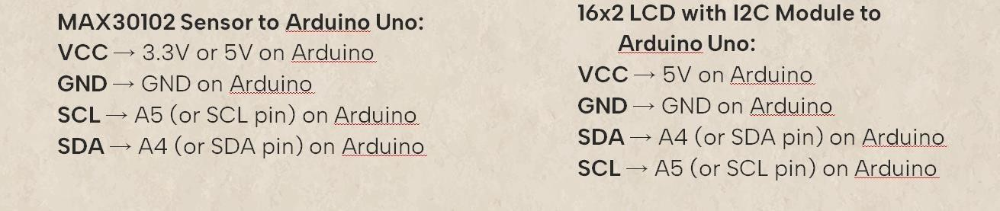 MAX30102 Sensor to Arduino Uno:
VCC → 3.3V or 5V on Arduino
GND → GND on Arduino
SCL → A5 (or SCL pin) on Arduino
SDA → A4 (or SDA pin) on Arduino
16x2 LCD with I2C Module to
Arduino Uno:
VCC → 5V on Arduino
GND → GND on Arduino
SDA → A4 (or SDA pin) on Arduino
SCL → A5 (or SCL pin) on Arduino